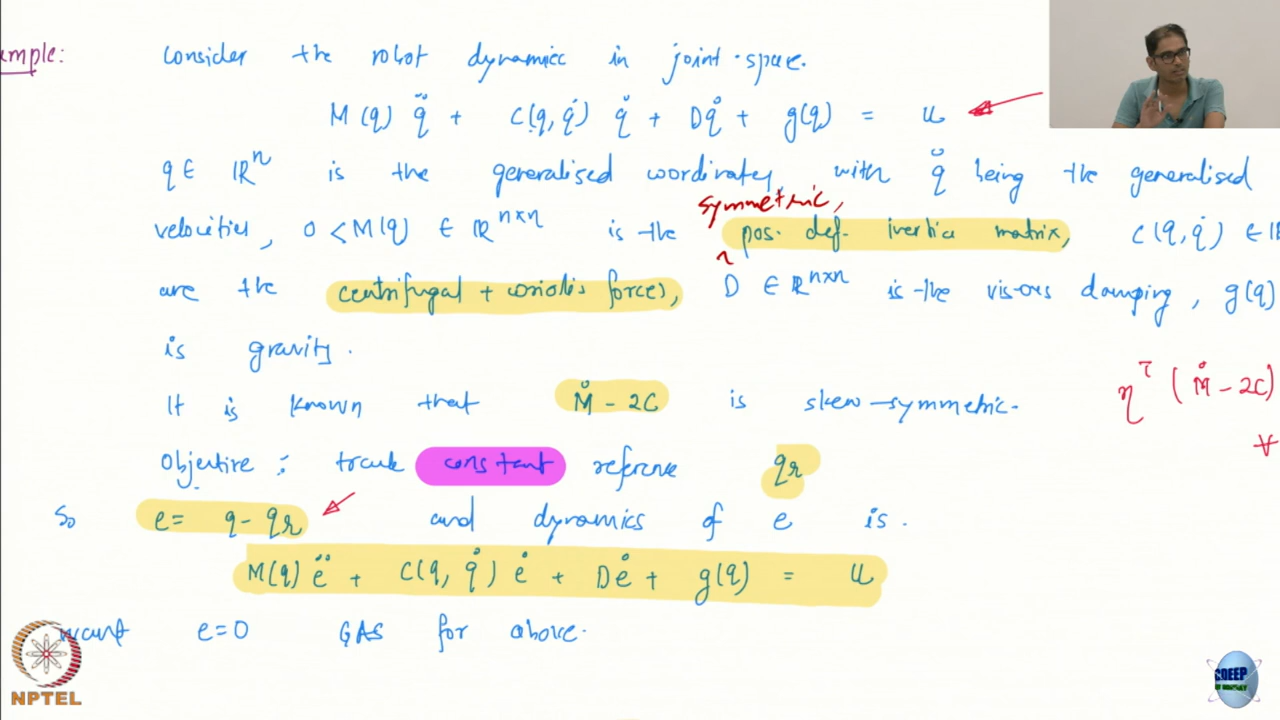 mple: consider the robot dynamics in joint-space.
M(q) q̈ + C(q, q̇) q̇ + Dq̇ + g(q) = u
q ∈ ℝⁿ is the generalised coordinates, with q̇ being the generalised
symmetric,
velocities, 0 < M(q) ∈ ℝⁿˣⁿ is the pos. def. inertia matrix, C(q, q̇) ∈ ℝ
are the centrifugal + coriolis forces, D ∈ ℝⁿˣⁿ is the viscous damping, g(q)
is gravity.
It is known that Ṁ - 2C is skew-symmetric. ηᵀ (Ṁ - 2C)
∀
Objective : track constant reference qr
So e = q - qr and dynamics of e is.
M(q) ë + C(q, q̇) ė + Dė + g(q) = u
want e=0 GAS for above.
NPTEL
CDEEP